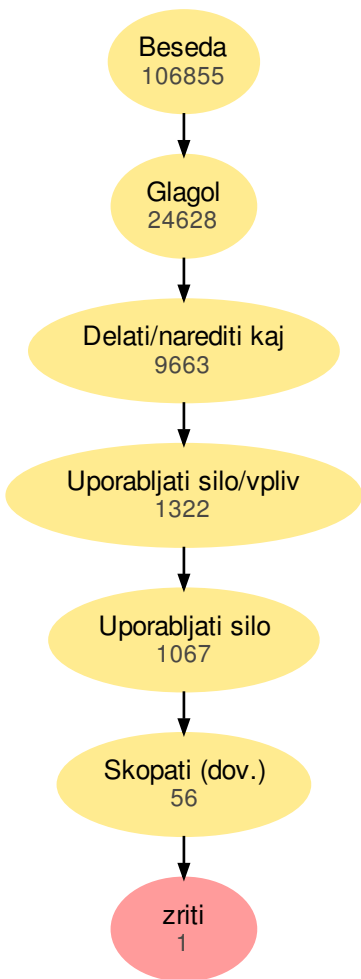 Beseda
106855
Glagol
24628
Delati/narediti kaj
9663
Uporabljati silo/vpliv
1322
Uporabljati silo
1067
Skopati (dov.)
56
zriti
1